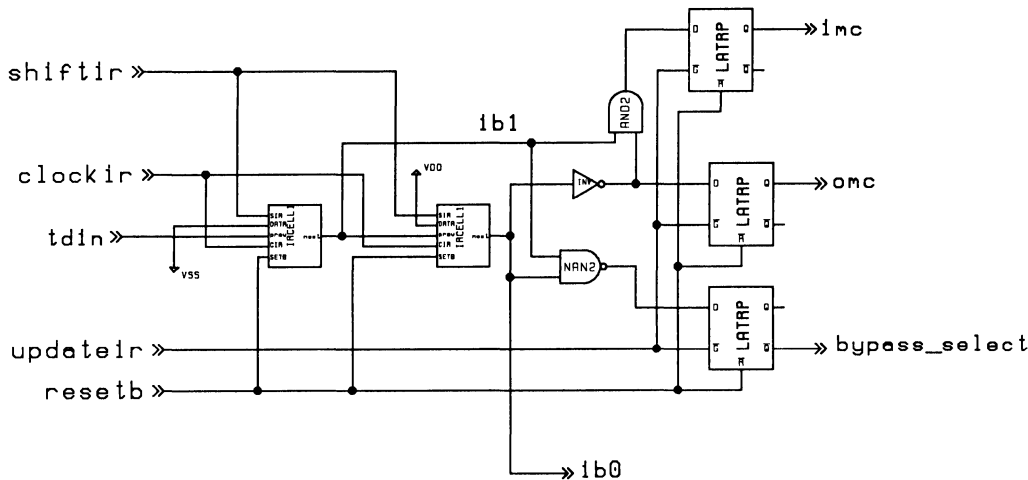 D
Q
imc
LATRP
G
Q
R
shiftir
AND2
ib1
VDD
clockir
INV
D
Q
omc
LATRP
G
Q
R
SIR
DATA
prev
CIR
SETB
IRCELL1
next
SIR
DATA
prev
CIR
SETB
IRCELL1
next
tdin
VSS
NAN2
D
Q
LATRP
G
Q
R
updateir
bypass_select
resetb
ib0